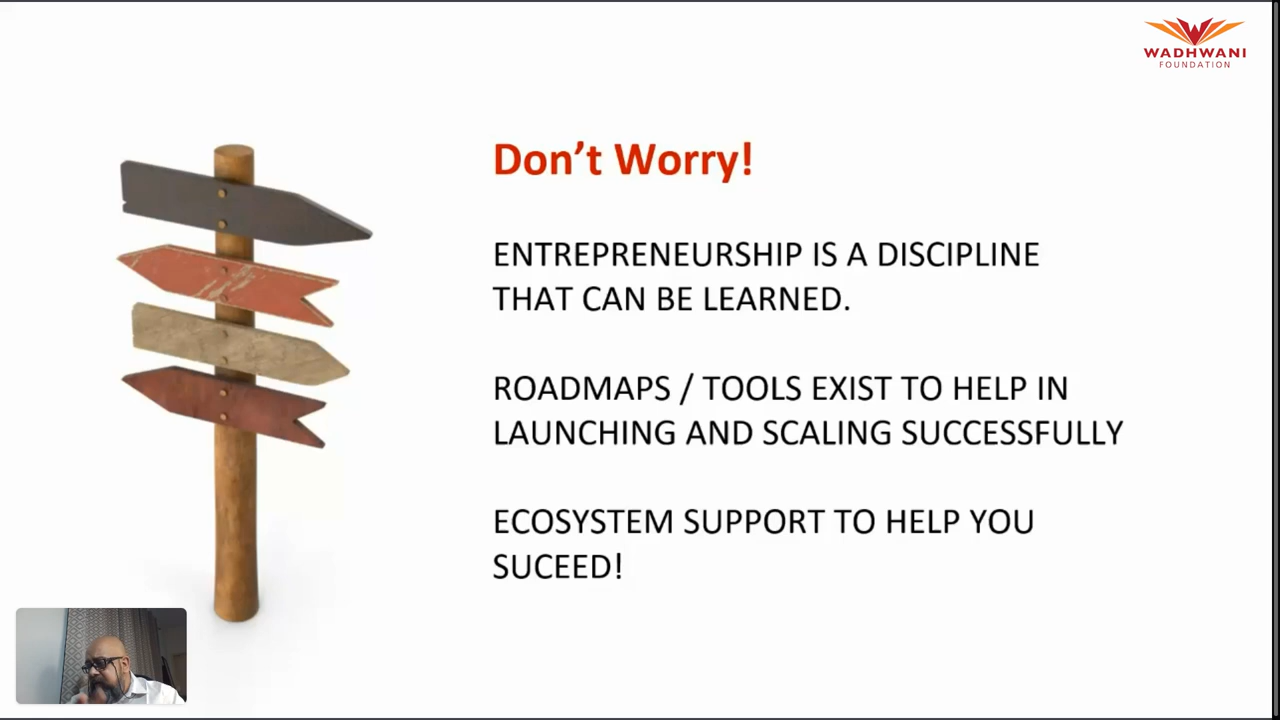 WADHWANI
FOUNDATION
Don't Worry!
ENTREPRENEURSHIP IS A DISCIPLINE
THAT CAN BE LEARNED.
ROADMAPS / TOOLS EXIST TO HELP IN
LAUNCHING AND SCALING SUCCESSFULLY
ECOSYSTEM SUPPORT TO HELP YOU
SUCEED!